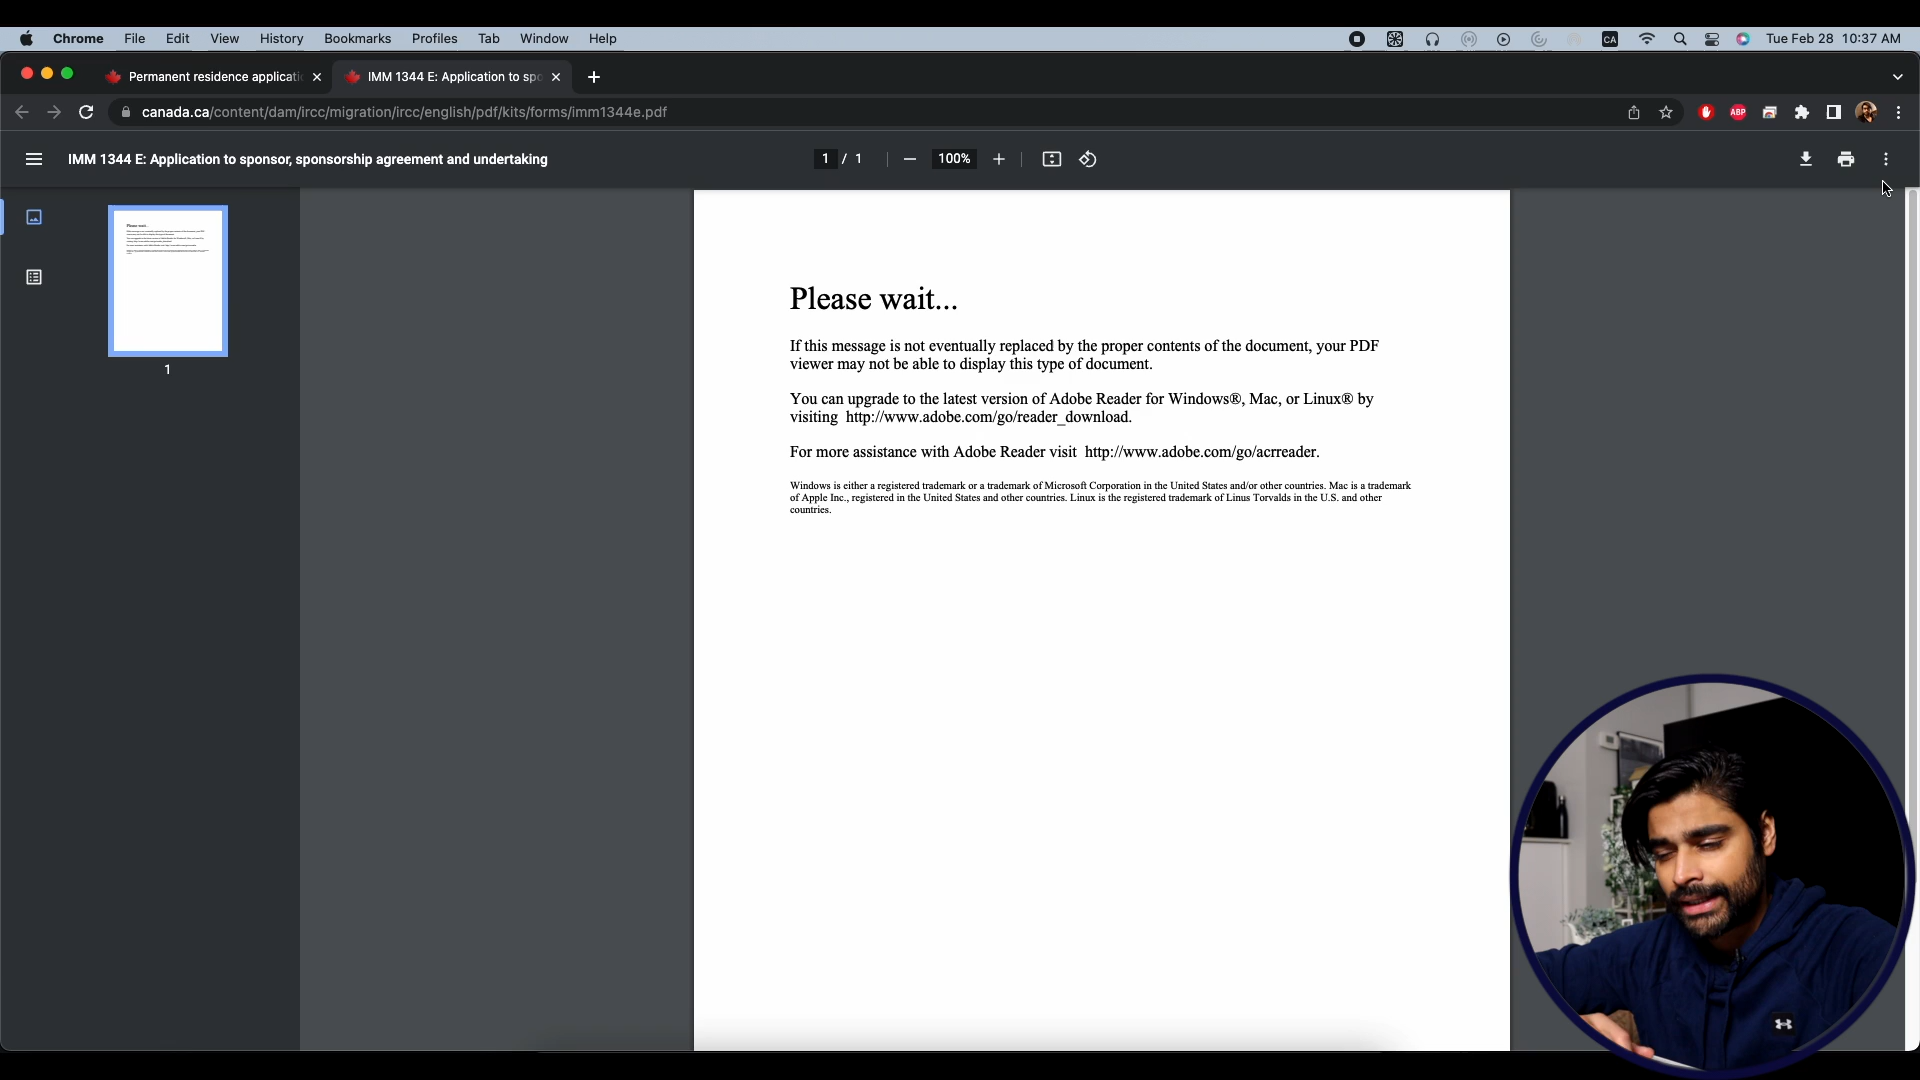 Chrome File Edit View History Bookmarks Profiles Tab Window Help CA Tue Feb 28 10:37 AM
Permanent residence applicati IMM 1344 E: Application to spo
canada.ca/content/dam/ircc/migration/ircc/english/pdf/kits/forms/imm1344e.pdf ABP
IMM 1344 E: Application to sponsor, sponsorship agreement and undertaking 1 / 1 100%
Please wait...
1
Please wait...
If this message is not eventually replaced by the proper contents of the document, your PDF
viewer may not be able to display this type of document.
You can upgrade to the latest version of Adobe Reader for Windows®, Mac, or Linux® by
visiting http://www.adobe.com/go/reader_download.
For more assistance with Adobe Reader visit http://www.adobe.com/go/acrreader.
Windows is either a registered trademark or a trademark of Microsoft Corporation in the United States and/or other countries. Mac is a trademark
of Apple Inc., registered in the United States and other countries. Linux is the registered trademark of Linus Torvalds in the U.S. and other
countries.